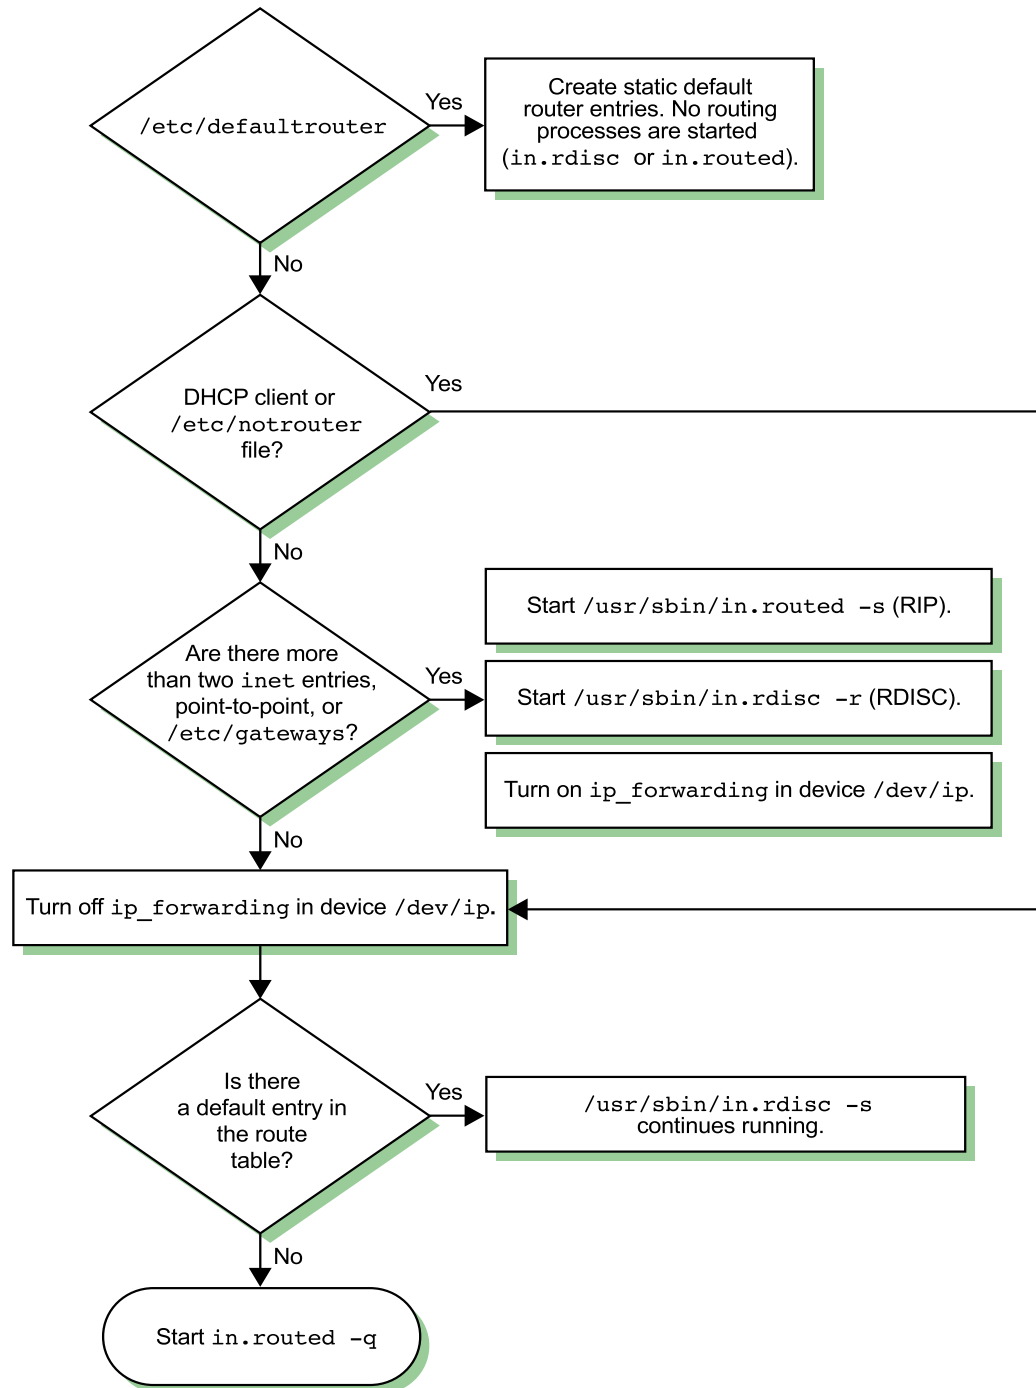 /etc/defaultrouter
Yes
Create static default
router entries. No routing
processes are started
(in.rdisc or in.routed).
No
DHCP client or
/etc/notrouter
file?
Yes
No
Are there more
than two inet entries,
point-to-point, or
/etc/gateways?
Yes
Start /usr/sbin/in.routed -s (RIP).
Start /usr/sbin/in.rdisc -r (RDISC).
Turn on ip_forwarding in device /dev/ip.
No
Turn off ip_forwarding in device /dev/ip.
Is there
a default entry in
the route
table?
Yes
/usr/sbin/in.rdisc -s
continues running.
No
Start in.routed -q